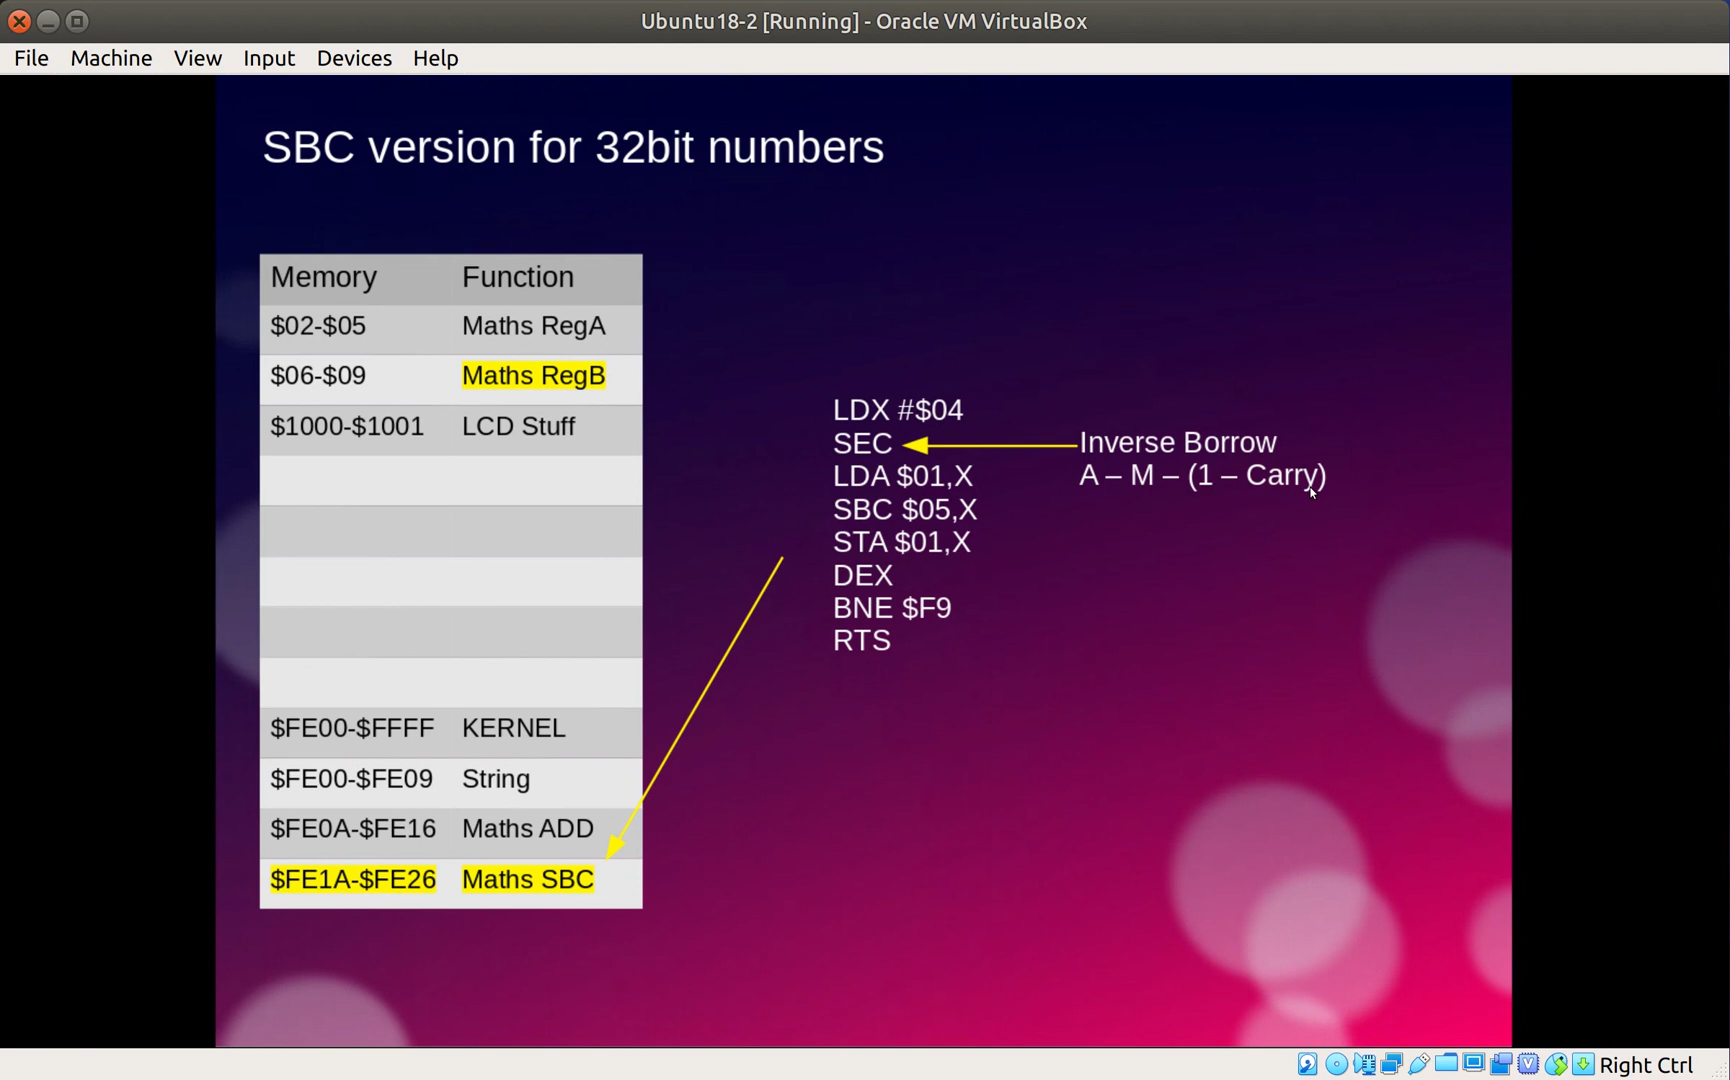 Ubuntu18-2 [Running] - Oracle VM VirtualBox
File Machine View Input Devices Help
SBC version for 32bit numbers
Memory Function
$02-$05 Maths RegA
$06-$09 Maths RegB
$1000-$1001 LCD Stuff
$FE00-$FFFF KERNEL
$FE00-$FE09 String
$FE0A-$FE16 Maths ADD
$FE1A-$FE26 Maths SBC
LDX #$04
SEC
LDA $01,X
SBC $05,X
STA $01,X
DEX
BNE $F9
RTS
Inverse Borrow
A – M – (1 – Carry)
Right Ctrl